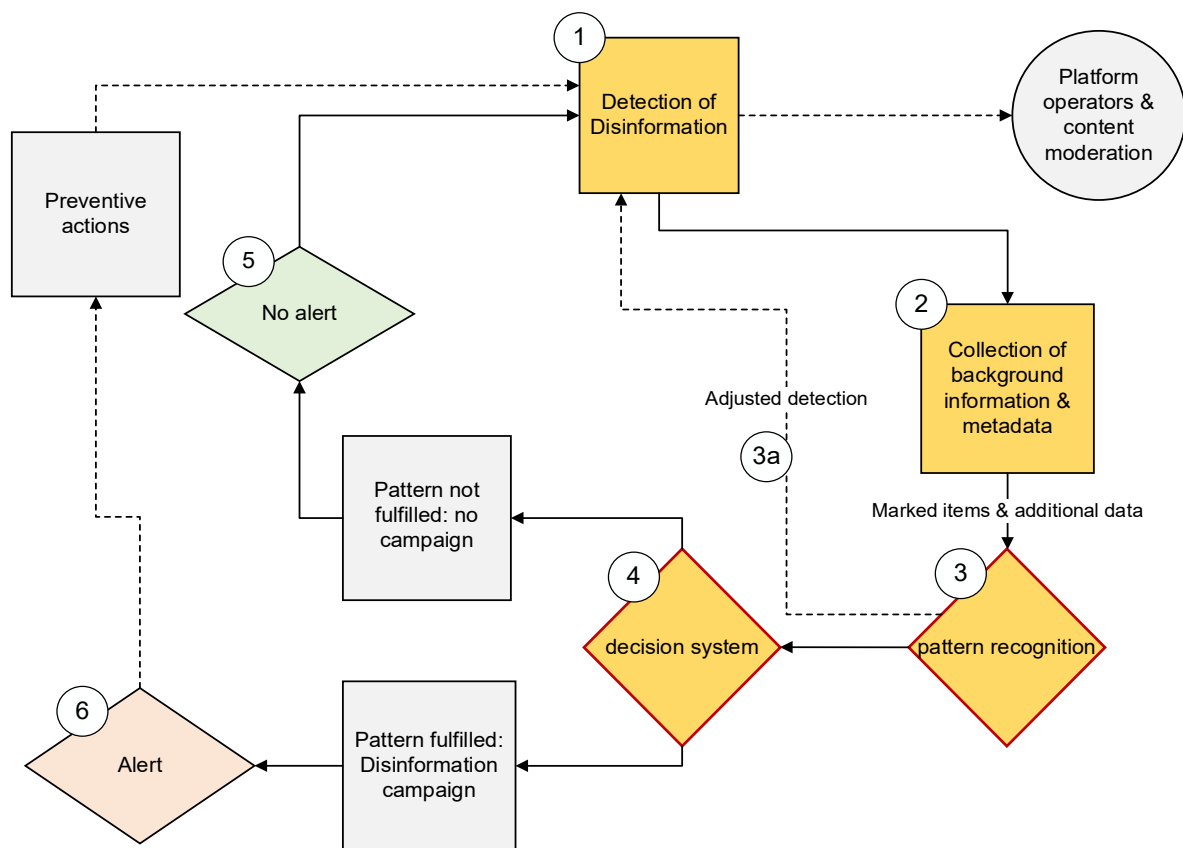 1
Detection of
Disinformation
Platform
operators &
content
moderation
Preventive
actions
5
No alert
2
Collection of
background
information &
metadata
Adjusted detection
3a
Marked items & additional data
Pattern not
fulfilled: no
campaign
4
decision system
3
pattern recognition
6
Alert
Pattern fulfilled:
Disinformation
campaign